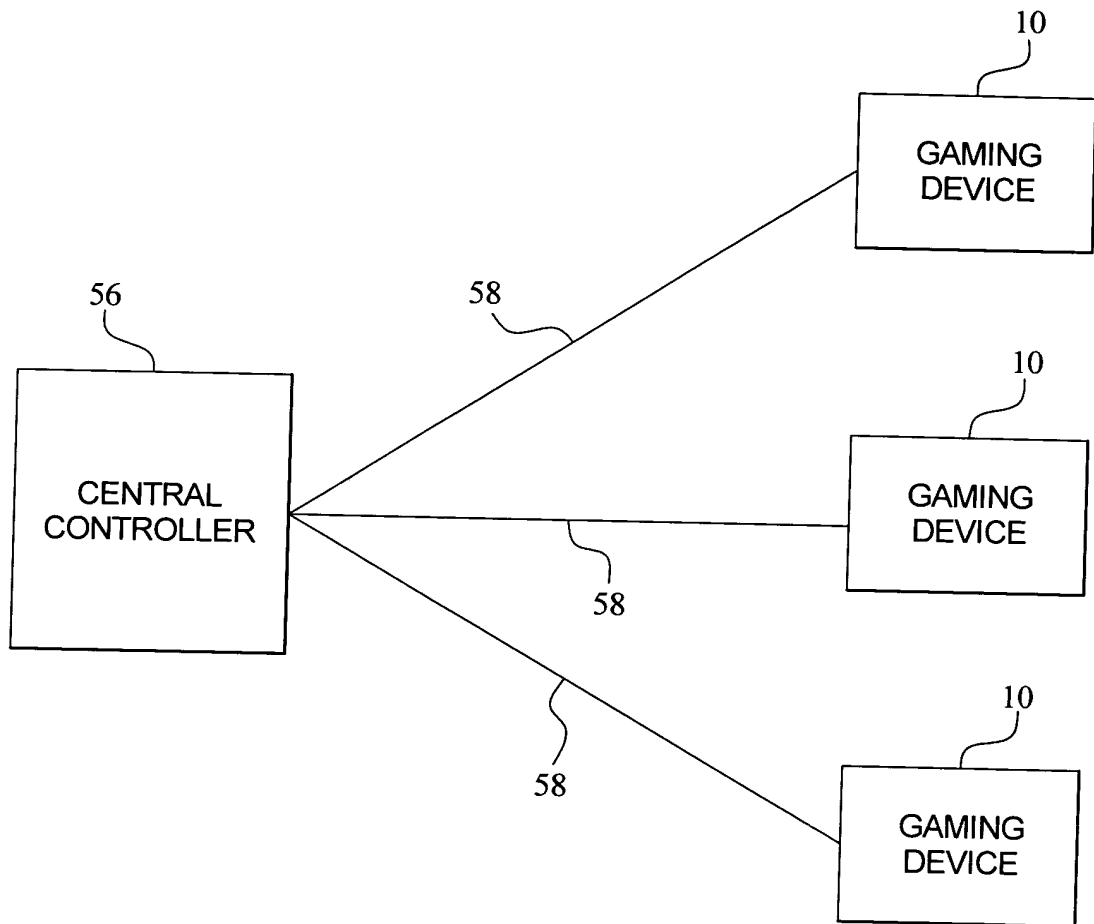 10
GAMING
DEVICE
58
56
10
CENTRAL
CONTROLLER
GAMING
DEVICE
58
10
58
GAMING
DEVICE